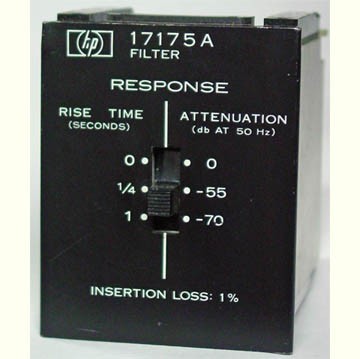 hp 17175A
FILTER
RESPONSE
RISE TIME ATTENUATION
(SECONDS) (db AT 50 Hz)
0 0
1/4 -55
1 -70
INSERTION LOSS: 1%